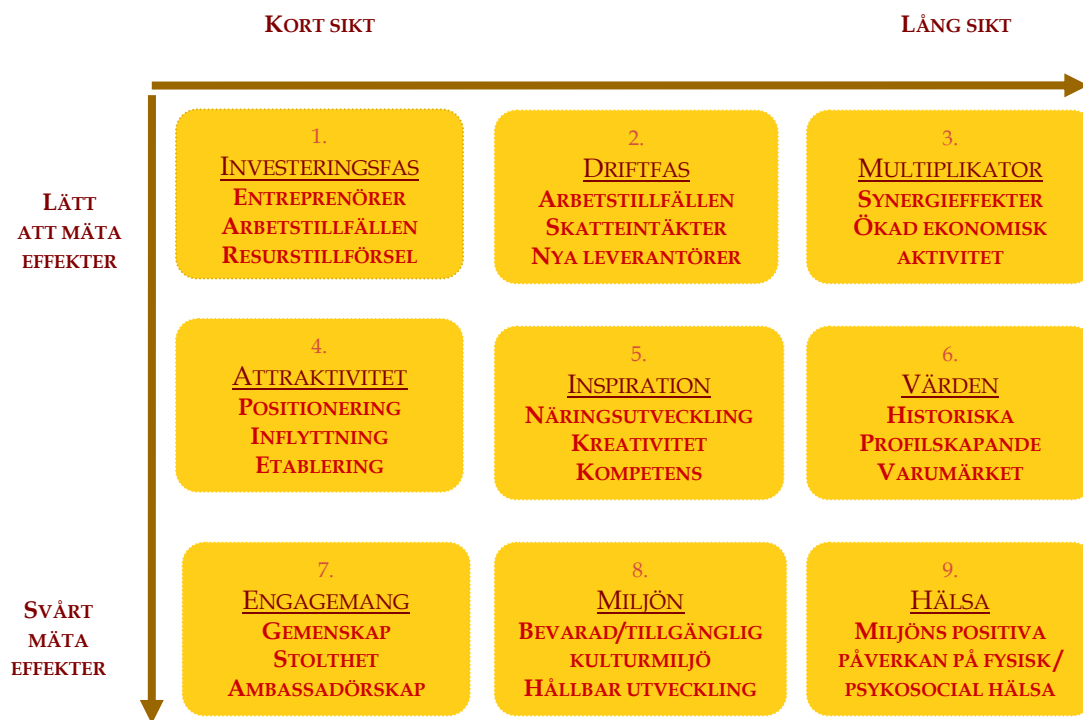 KORT SIKT
LÅNG SIKT
LÄTT
ATT MÄTA
EFFEKTER
1.
INVESTERINGSFAS
ENTREPRENÖRER
ARBETSTILLFÄLLEN
RESURSTILLFÖRSEL
2.
DRIFTFAS
ARBETSTILLFÄLLEN
SKATTEINTÄKTER
NYA LEVERANTÖRER
3.
MULTIPLIKATOR
SYNERGIEFFEKTER
ÖKAD EKONOMISK
AKTIVITET
4.
ATTRAKTIVITET
POSITIONERING
INFLYTTNING
ETABLERING
5.
INSPIRATION
NÄRINGSUTVECKLING
KREATIVITET
KOMPETENS
6.
VÄRDEN
HISTORISKA
PROFILSKAPANDE
VARUMÄRKET
SVÅRT
MÄTA
EFFEKTER
7.
ENGAGEMANG
GEMENSKAP
STOLTHET
AMBASSADÖRSKAP
8.
MILJÖN
BEVARAD/TILLGÄNGLIG
KULTURMILJÖ
HÅLLBAR UTVECKLING
9.
HÄLSA
MILJÖNS POSITIVA
PÅVERKAN PÅ FYSISK/
PSYKOSOCIAL HÄLSA